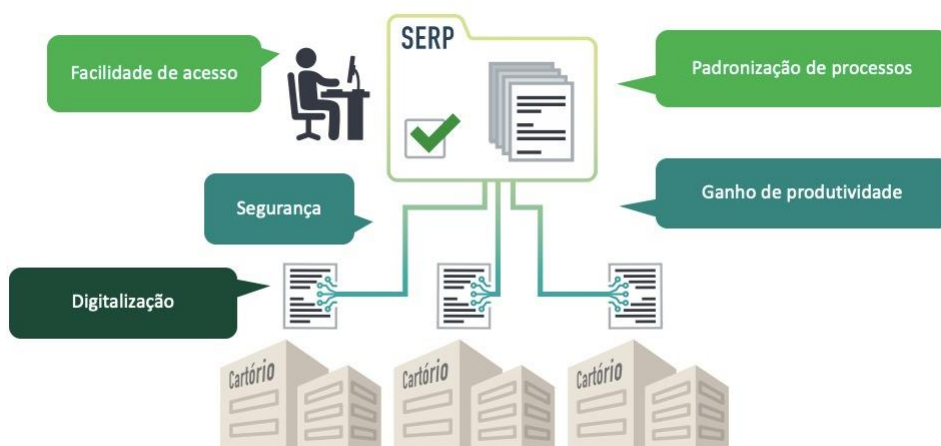 SERP
Facilidade de acesso
Padronização de processos
Segurança
Ganho de produtividade
Digitalização
Cartório
Cartório
Cartório